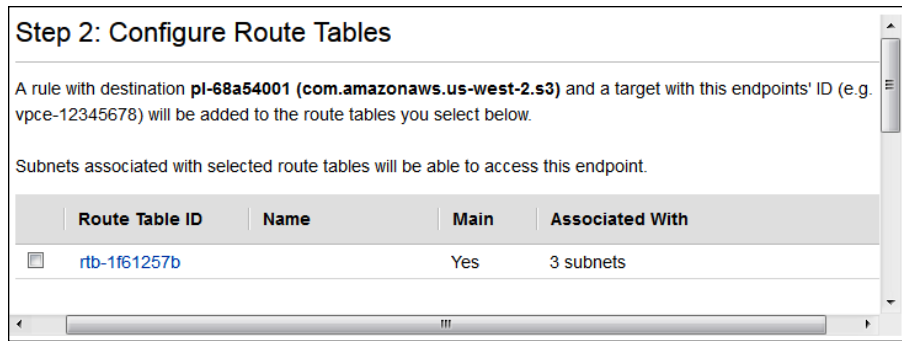 Step 2: Configure Route Tables
A rule with destination pl-68a54001 (com.amazonaws.us-west-2.s3) and a target with this endpoints' ID (e.g.
vpce-12345678) will be added to the route tables you select below.
Subnets associated with selected route tables will be able to access this endpoint.
Route Table ID Name Main Associated With
rtb-1f61257b Yes 3 subnets